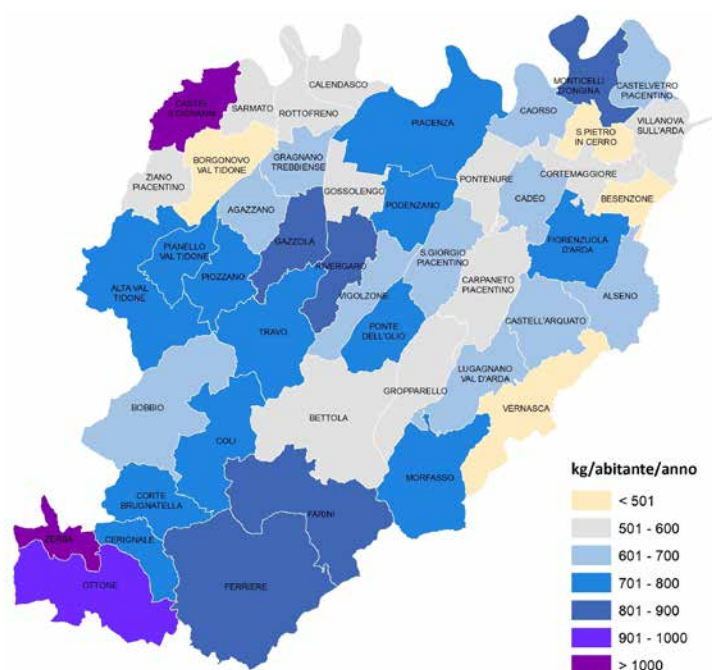 MONTICELLI
D'ONGINA
CASTELVETRO
PIACENTINO
CALENDASCO
CASTEL
S.GIOVANNI
SARMATO
ROTTOFRENO
CAORSO
VILLANOVA
SULL'ARDA
PIACENZA
S.PIETRO
IN CERRO
BORGONOVO
VAL TIDONE
GRAGNANO
TREBBIENSE
ZIANO
PIACENTINO
GOSSOLENGO
PONTENURE
CORTEMAGGIORE
CADEO
BESENZONE
AGAZZANO
PODENZANO
PIANELLO
VAL TIDONE
GAZZOLA
FIORENZUOLA
D'ARDA
S.GIORGIO
PIACENTINO
RIVERGARO
PIOZZANO
ALTA VAL
TIDONE
VIGOLZONE
CARPANETO
PIACENTINO
ALSENO
TRAVO
PONTE
DELL'OLIO
CASTELL'ARQUATO
LUGAGNANO
VAL D'ARDA
GROPPARELLO
BOBBIO
BETTOLA
VERNASCA
COLI
MORFASSO
CORTE
BRUGNATELLA
FARINI
ZERBA
CERIGNALE
OTTONE
FERRIERE
kg/abitante/anno
< 501
501 - 600
601 - 700
701 - 800
801 - 900
901 - 1000
> 1000